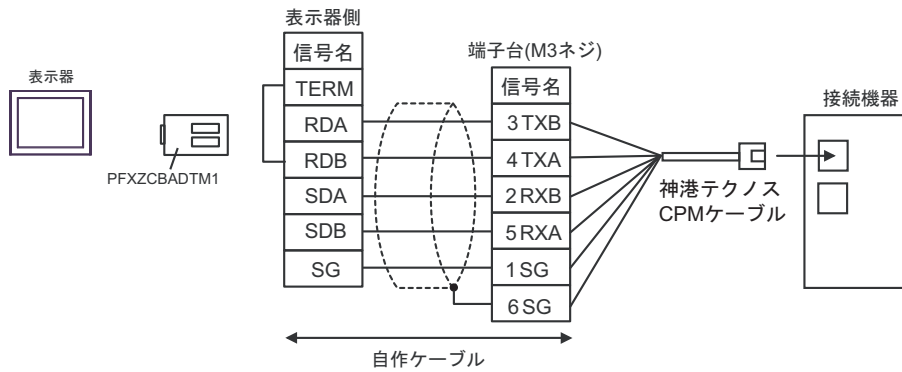 表示器
PFXZCBADTM1
表示器側
信号名
TERM
RDA
RDB
SDA
SDB
SG
端子台(M3ネジ)
信号名
3 TXB
4 TXA
2 RXB
5 RXA
1 SG
6 SG
自作ケーブル
神港テクノス
CPMケーブル
接続機器